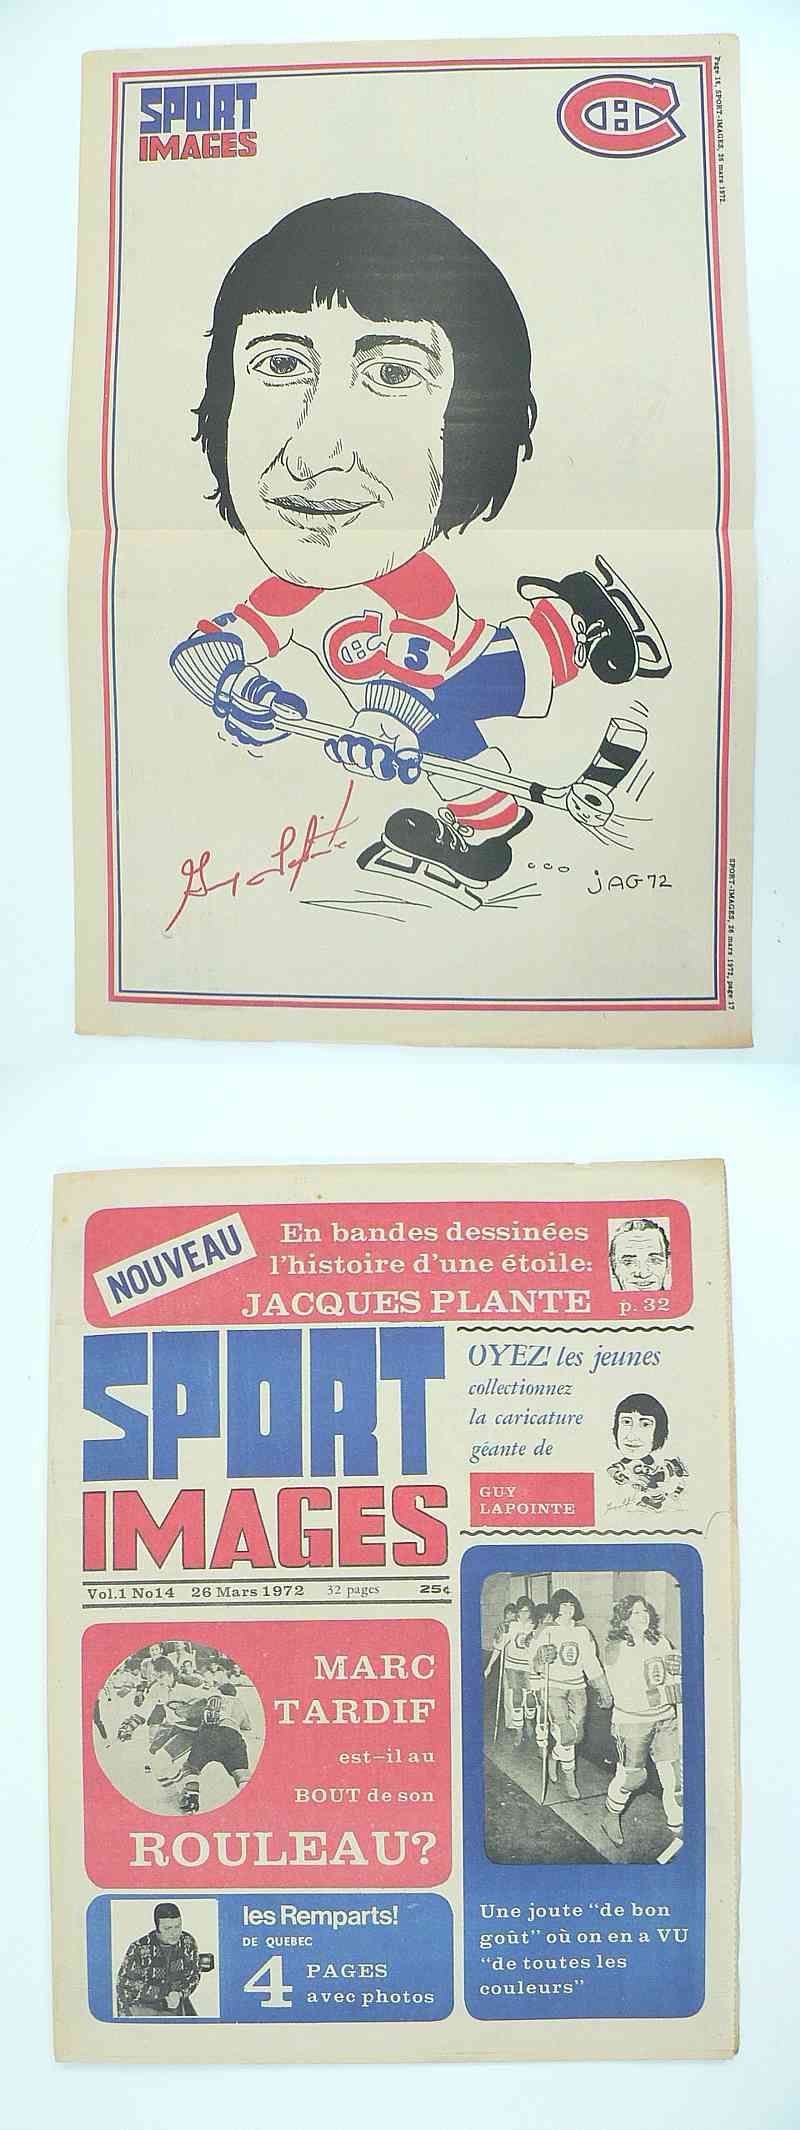 SPORT
IMAGES
Page 16, SPORT-IMAGES, 26 mars 1972.
5
5
Guy Lapointe
JAG 72
SPORT-IMAGES, 26 mars 1972, page 17
NOUVEAU
En bandes dessinées
l'histoire d'une étoile:
JACQUES PLANTE
p. 32
SPORT
IMAGES
Vol.1 No14 26 Mars 1972 32 pages 25¢
OYEZ! les jeunes
collectionnez
la caricature
géante de
GUY
LAPOINTE
MARC
TARDIF
est-il au
BOUT de son
ROULEAU?
les Remparts!
DE QUEBEC
4 PAGES
avec photos
Une joute "de bon
goût" où on en a VU
"de toutes les
couleurs"